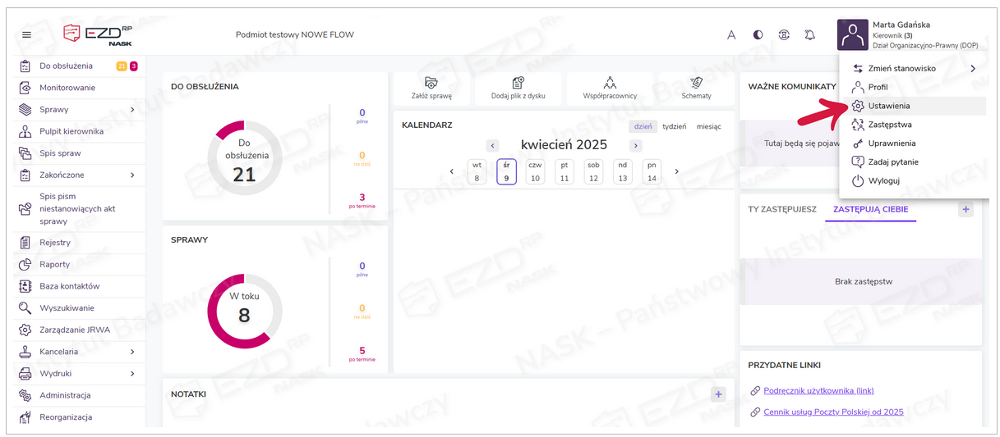 EZD RP
NASK
Podmiot testowy NOWE FLOW
A
Marta Gdańska
Kierownik (3)
Dział Organizacyjno-Prawny (DOP)
Zmień stanowisko
Profil
Ustawienia
Zastępstwa
Uprawnienia
Zadaj pytanie
Wyloguj
Do obsłużenia 21 3
Monitorowanie
Sprawy
Pulpit kierownika
Spis spraw
Zakończone
Spis pism
niestanowiących akt
sprawy
Rejestry
Raporty
Baza kontaktów
Wyszukiwanie
Zarządzanie JRWA
Kancelaria
Wydruki
Administracja
Reorganizacja
DO OBSŁUŻENIA
Do
obsłużenia
21
0
pilne
0
na dziś
3
po terminie
SPRAWY
W toku
8
0
pilne
0
na dziś
5
po terminie
Załóż sprawę
Dodaj plik z dysku
Współpracownicy
Schematy
KALENDARZ
dzień tydzień miesiąc
kwiecień 2025
wt śr czw pt sob nd pn
8 9 10 11 12 13 14
NOTATKI
WAŻNE KOMUNIKATY
Tutaj będą się pojaw
TY ZASTĘPUJESZ ZASTĘPUJĄ CIEBIE
Brak zastępstw
PRZYDATNE LINKI
Podręcznik użytkownika (link)
Cennik usług Poczty Polskiej od 2025
NASK – Państwowy Instytut Badawczy